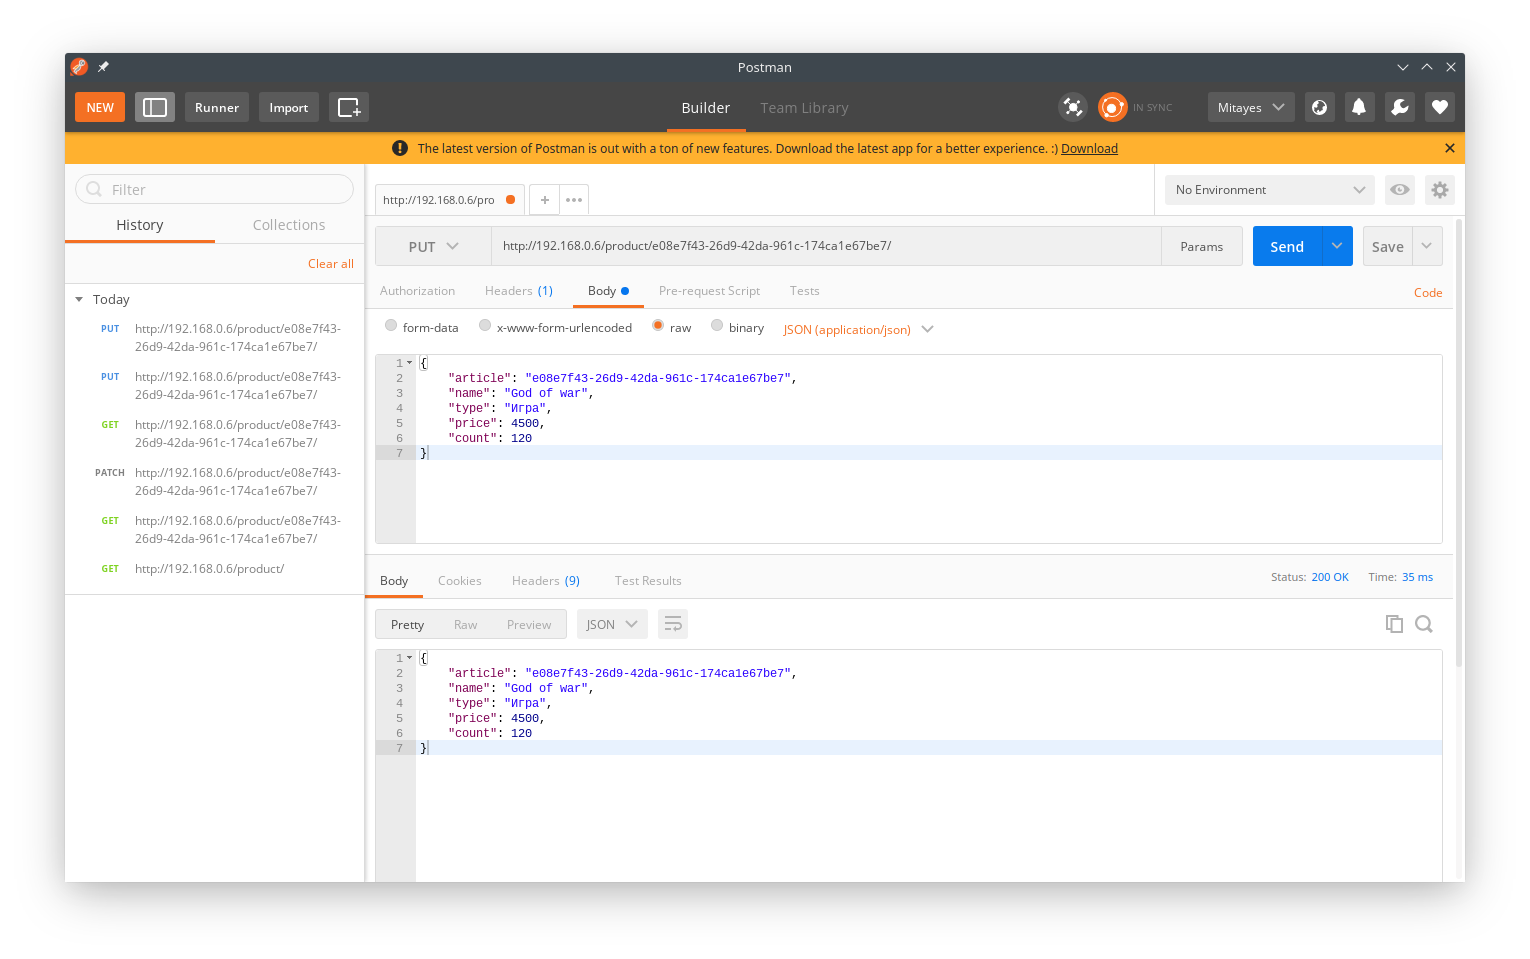 Postman
NEW
Runner
Import
Builder
Team Library
IN SYNC
Mitayes
The latest version of Postman is out with a ton of new features. Download the latest app for a better experience. :) Download
Filter
History
Collections
Clear all
Today
PUT
http://192.168.0.6/product/e08e7f43-
26d9-42da-961c-174ca1e67be7/
PUT
http://192.168.0.6/product/e08e7f43-
26d9-42da-961c-174ca1e67be7/
GET
http://192.168.0.6/product/e08e7f43-
26d9-42da-961c-174ca1e67be7/
PATCH
http://192.168.0.6/product/e08e7f43-
26d9-42da-961c-174ca1e67be7/
GET
http://192.168.0.6/product/e08e7f43-
26d9-42da-961c-174ca1e67be7/
GET
http://192.168.0.6/product/
http://192.168.0.6/pro
+
•••
No Environment
PUT
http://192.168.0.6/product/e08e7f43-26d9-42da-961c-174ca1e67be7/
Params
Send
Save
Authorization
Headers (1)
Body
Pre-request Script
Tests
Code
form-data
x-www-form-urlencoded
raw
binary
JSON (application/json)
1 {
2 "article": "e08e7f43-26d9-42da-961c-174ca1e67be7",
3 "name": "God of war",
4 "type": "Игра",
5 "price": 4500,
6 "count": 120
7 }
Body
Cookies
Headers (9)
Test Results
Status: 200 OK
Time: 35 ms
Pretty
Raw
Preview
JSON
1 {
2 "article": "e08e7f43-26d9-42da-961c-174ca1e67be7",
3 "name": "God of war",
4 "type": "Игра",
5 "price": 4500,
6 "count": 120
7 }